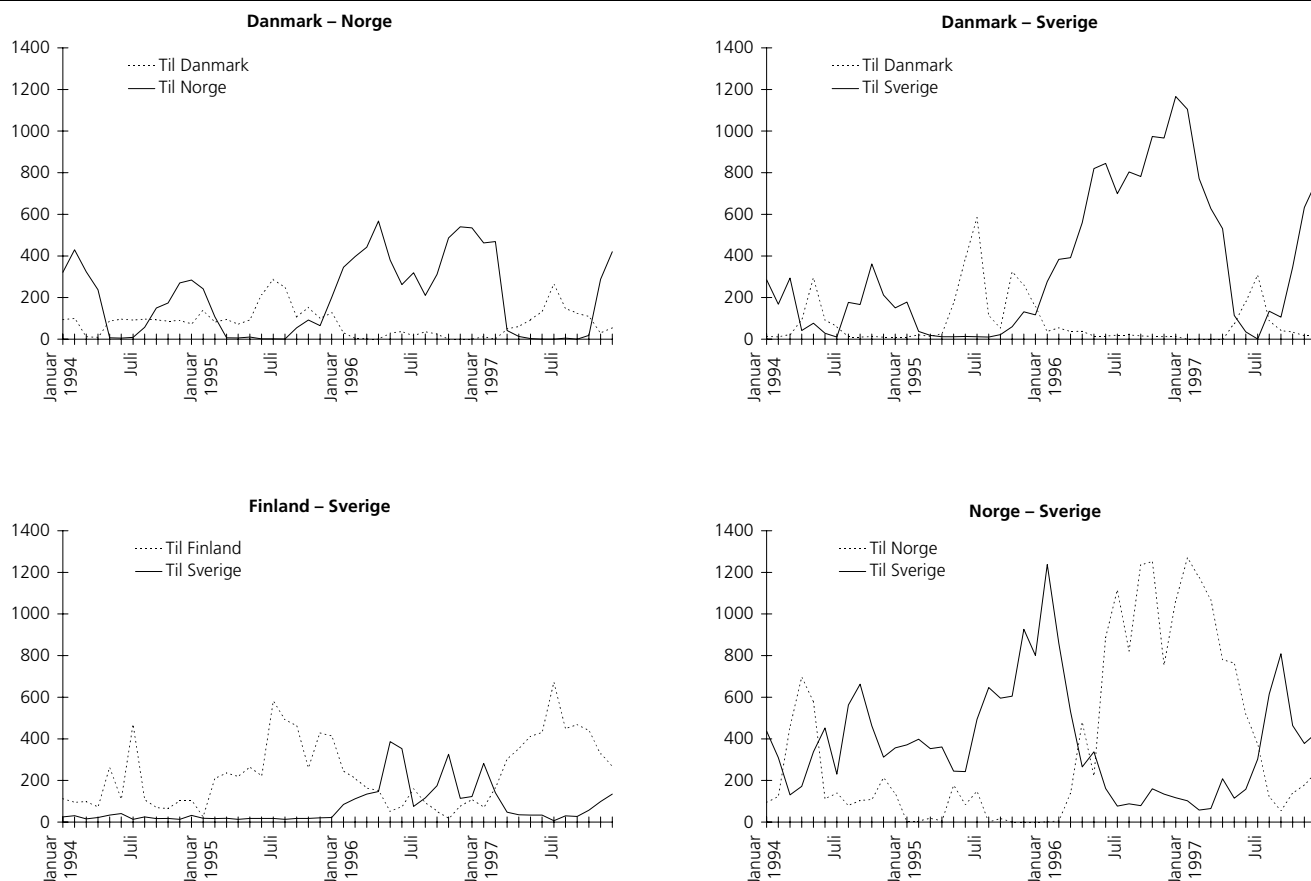 Danmark – Norge
1400
1200
1000
800
600
400
200
0
Til Danmark
Til Norge
Januar 1994
Juli
Januar 1995
Juli
Januar 1996
Juli
Januar 1997
Juli
Danmark – Sverige
1400
1200
1000
800
600
400
200
0
Til Danmark
Til Sverige
Januar 1994
Juli
Januar 1995
Juli
Januar 1996
Juli
Januar 1997
Juli
Finland – Sverige
1400
1200
1000
800
600
400
200
0
Til Finland
Til Sverige
Januar 1994
Juli
Januar 1995
Juli
Januar 1996
Juli
Januar 1997
Juli
Norge – Sverige
1400
1200
1000
800
600
400
200
0
Til Norge
Til Sverige
Januar 1994
Juli
Januar 1995
Juli
Januar 1996
Juli
Januar 1997
Juli